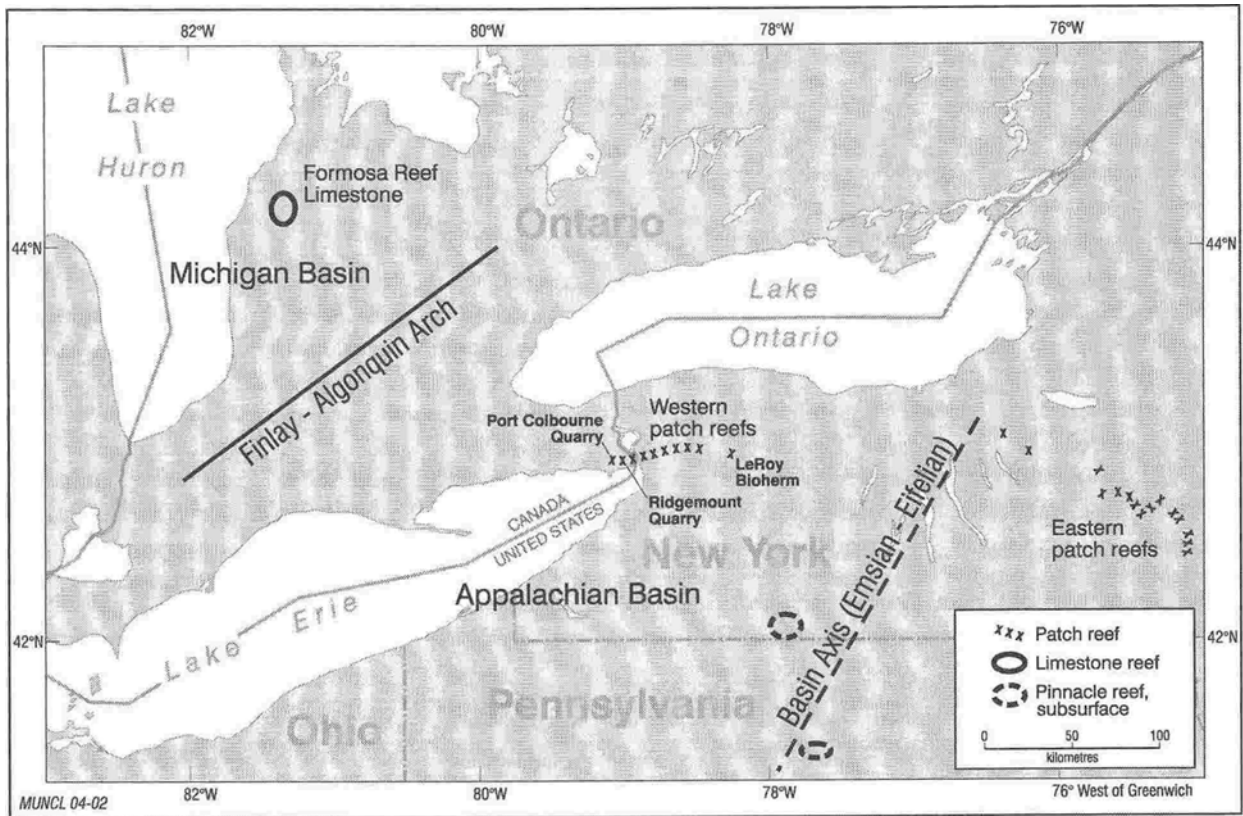 82°W
80°W
78°W
76°W
Lake
Huron
Formosa Reef
Limestone
Ontario
44°N
44°N
Michigan Basin
Finlay - Algonquin Arch
Lake
Ontario
Port Colbourne
Quarry
Western
patch reefs
LeRoy
Bioherm
Ridgemount
Quarry
CANADA
UNITED STATES
New York
Eastern
patch reefs
Appalachian Basin
Basin Axis (Emsian - Eifelian)
Lake Erie
42°N
42°N
Pennsylvania
Ohio
Patch reef
Limestone reef
Pinnacle reef,
subsurface
0 50 100
kilometres
MUNCL 04-02
82°W
80°W
78°W
76° West of Greenwich